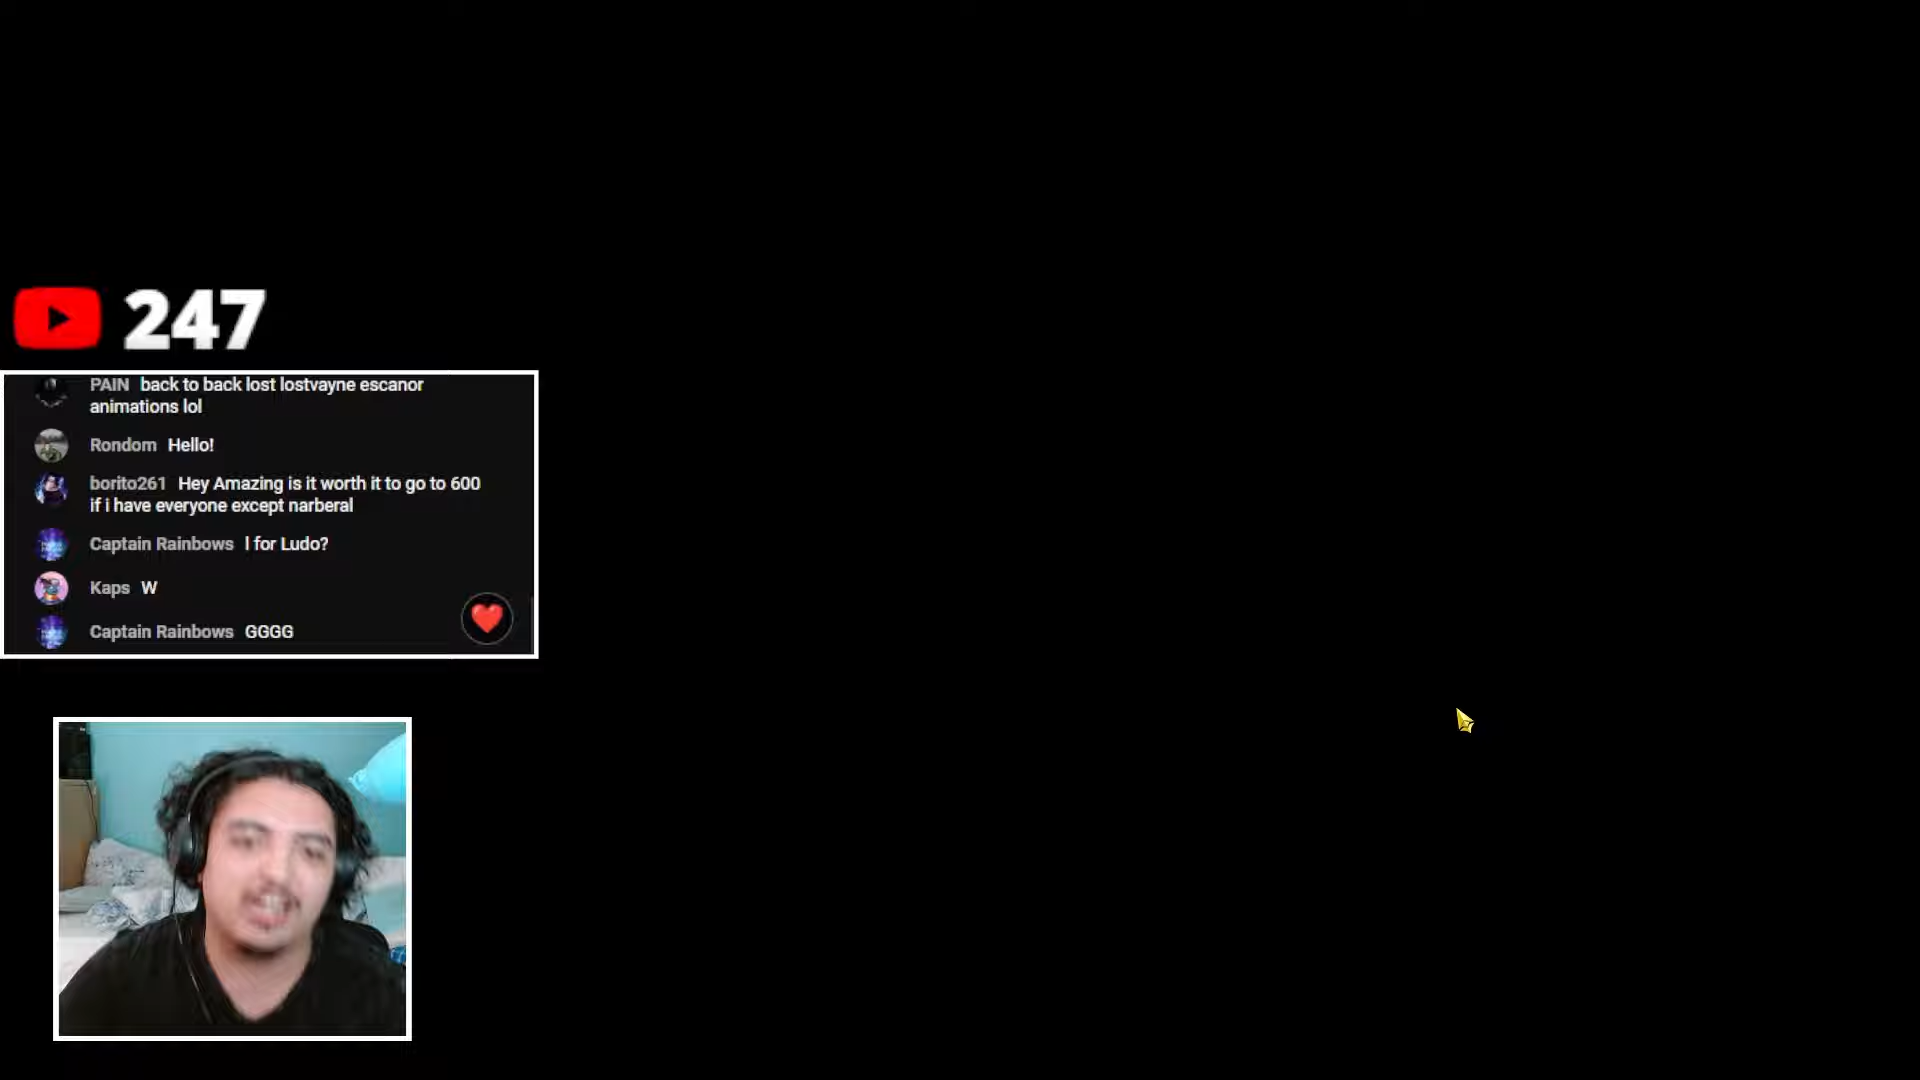 247
PAIN back to back lost lostvayne escanor
animations lol
Rondom Hello!
borito261 Hey Amazing is it worth it to go to 600
if i have everyone except narberal
Captain Rainbows I for Ludo?
Kaps W
Captain Rainbows GGGG